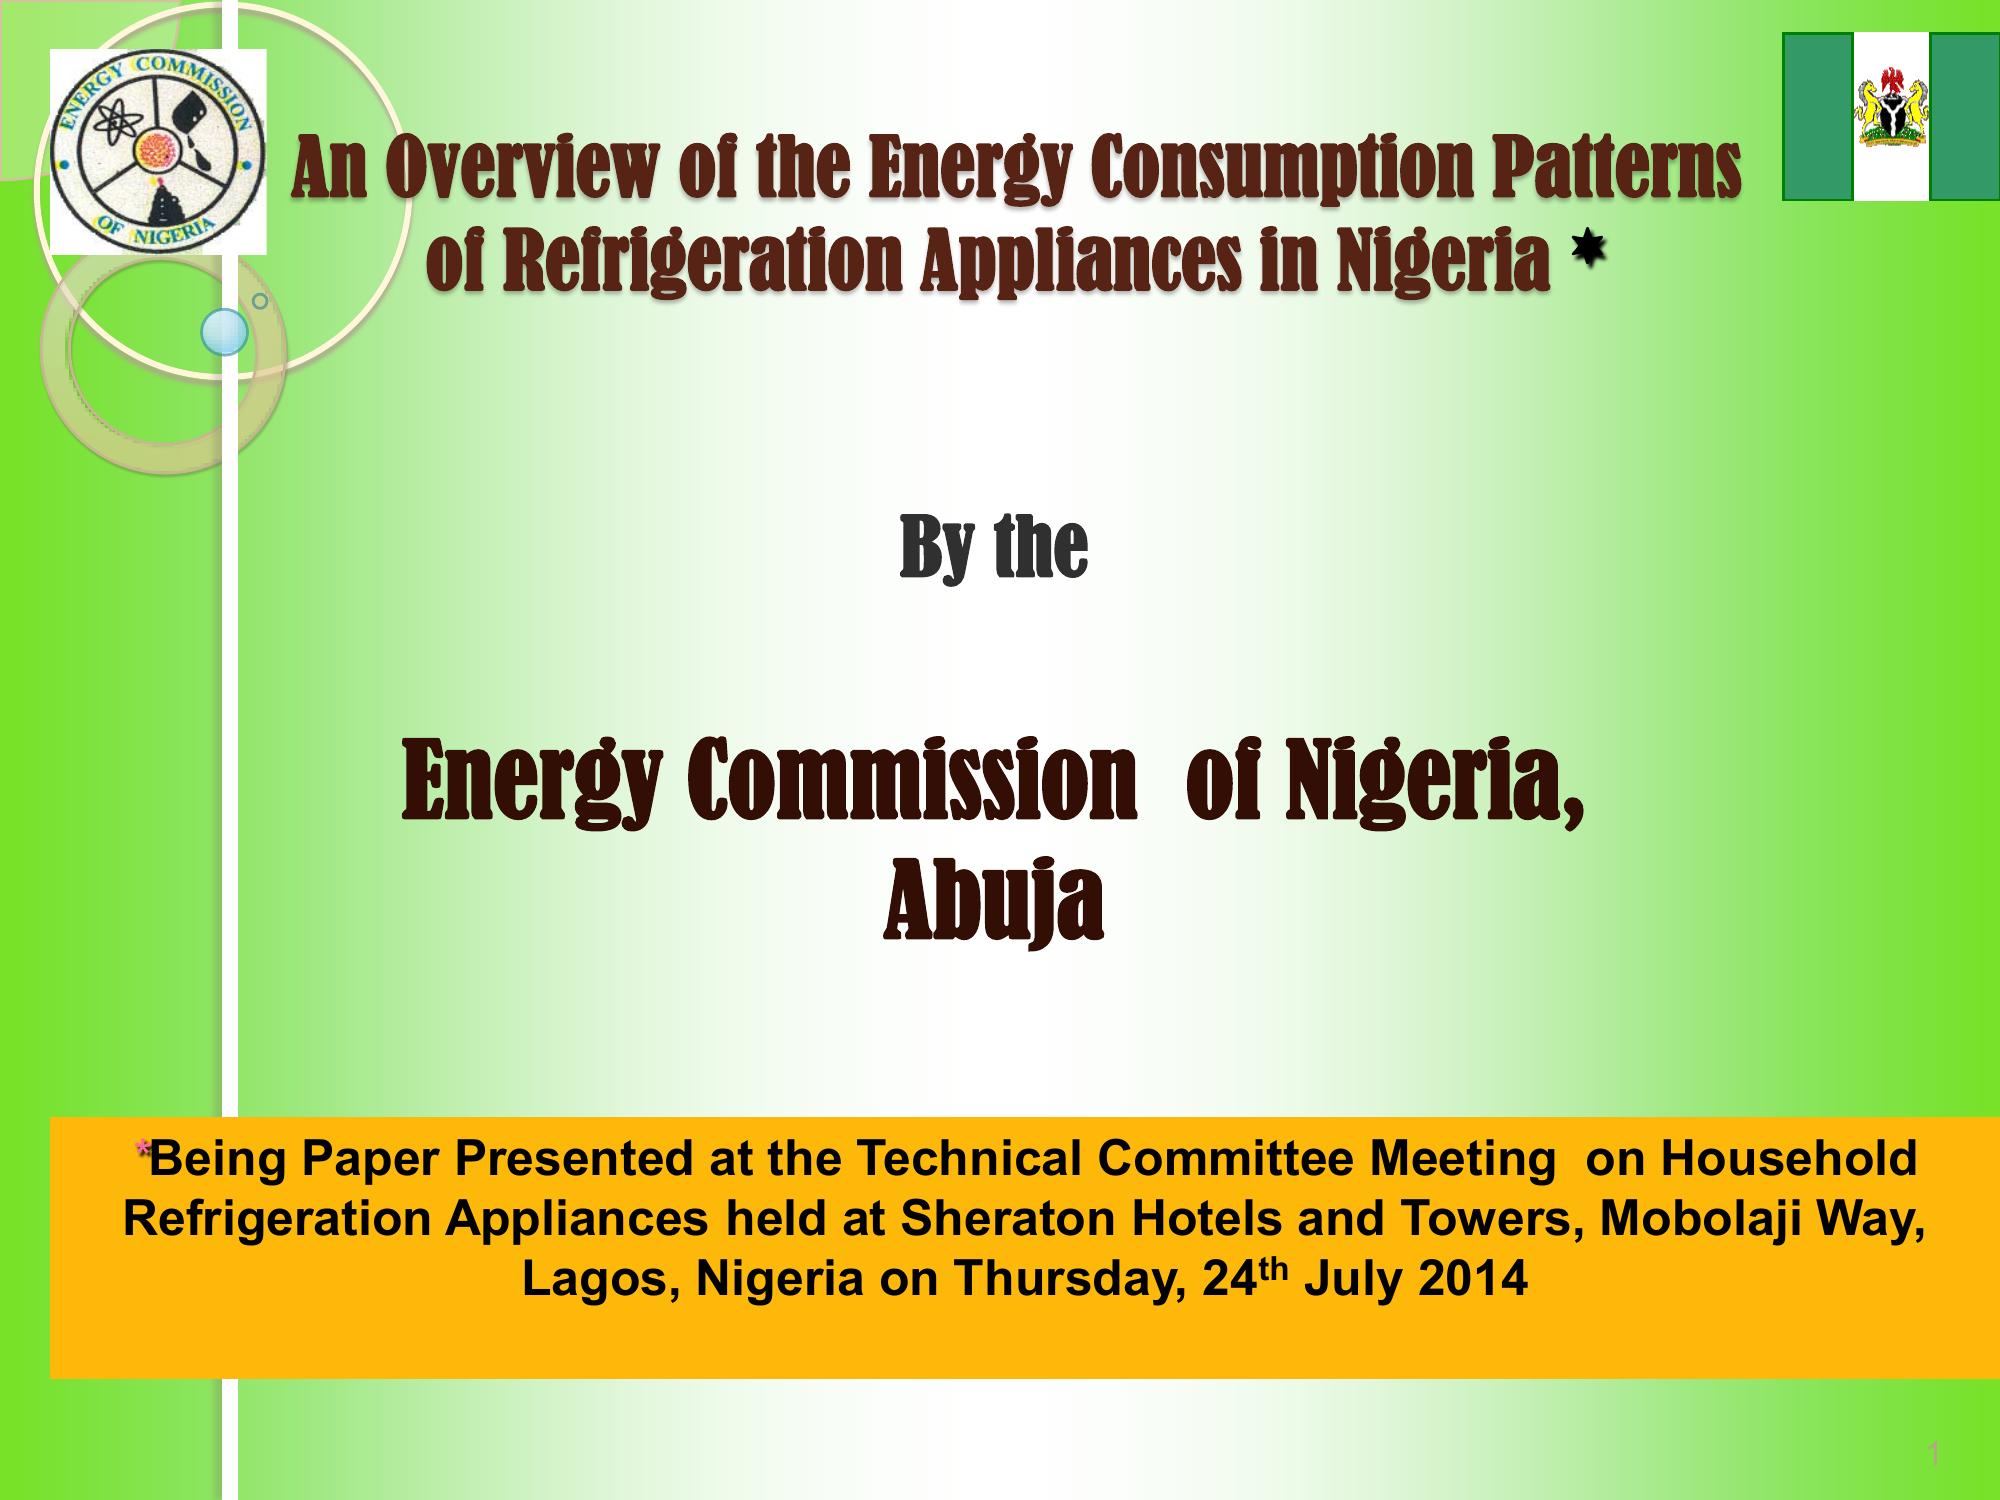 ENERGY COMMISSION
OF NIGERIA
An Overview of the Energy Consumption Patterns
of Refrigeration Appliances in Nigeria *
By the
Energy Commission of Nigeria,
Abuja
*Being Paper Presented at the Technical Committee Meeting on Household
Refrigeration Appliances held at Sheraton Hotels and Towers, Mobolaji Way,
Lagos, Nigeria on Thursday, 24th July 2014
1